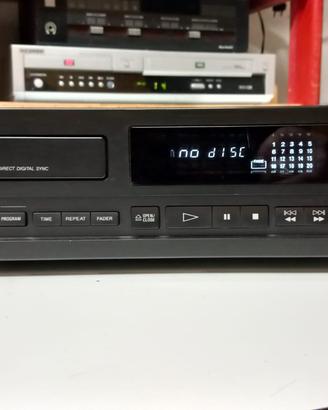 no dISC
1 2 3 4 5
6 7 8 9 10
11 12 13 14 15
16 17 18 19 20
DIRECT DIGITAL SYNC
PROGRAM
TIME
REPEAT
FADER
OPEN/
CLOSE